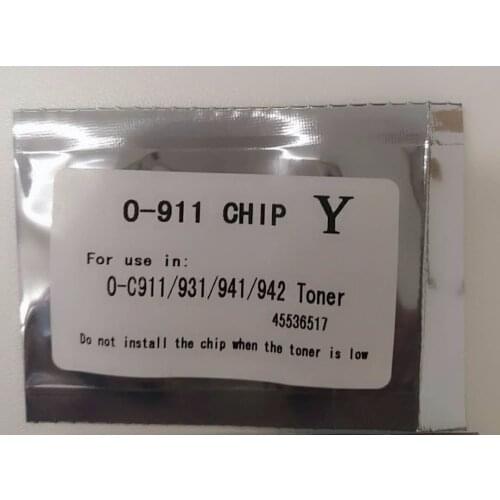 O-911 CHIP Y
For use in:
O-C911/931/941/942 Toner
45536517
Do not install the chip when the toner is low